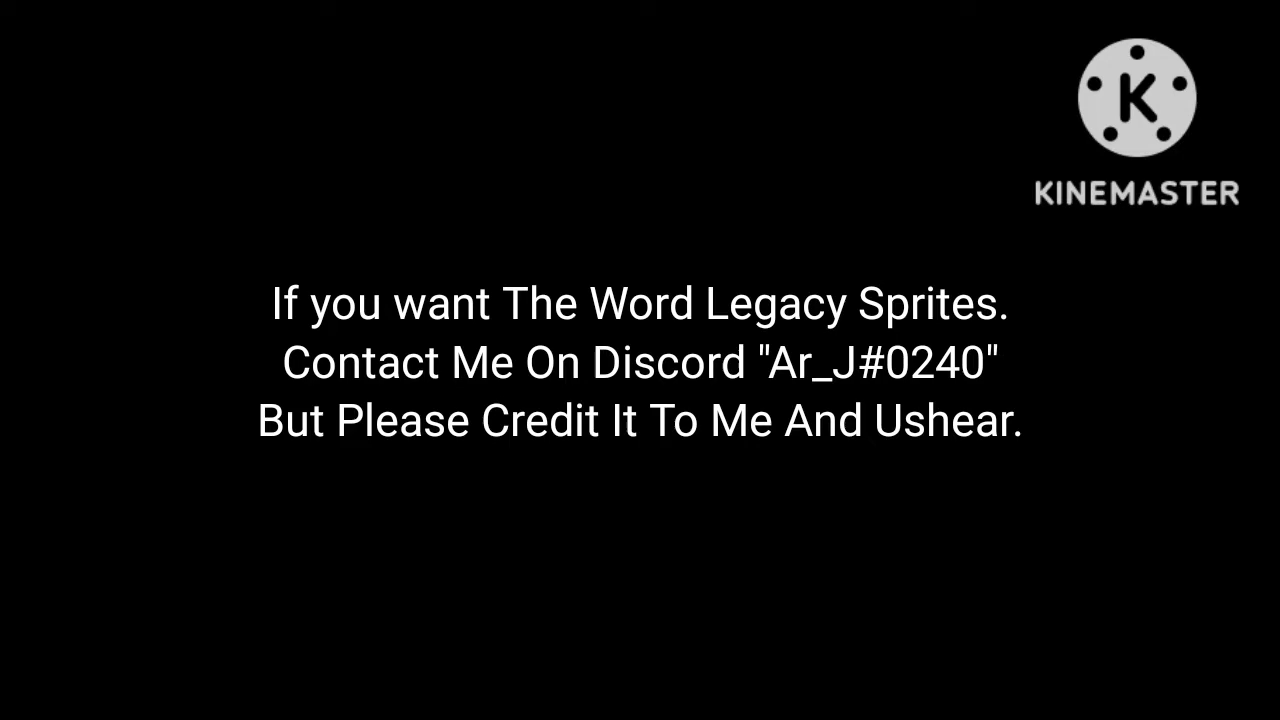 K
KINEMASTER
If you want The Word Legacy Sprites.
Contact Me On Discord "Ar_J#0240"
But Please Credit It To Me And Ushear.